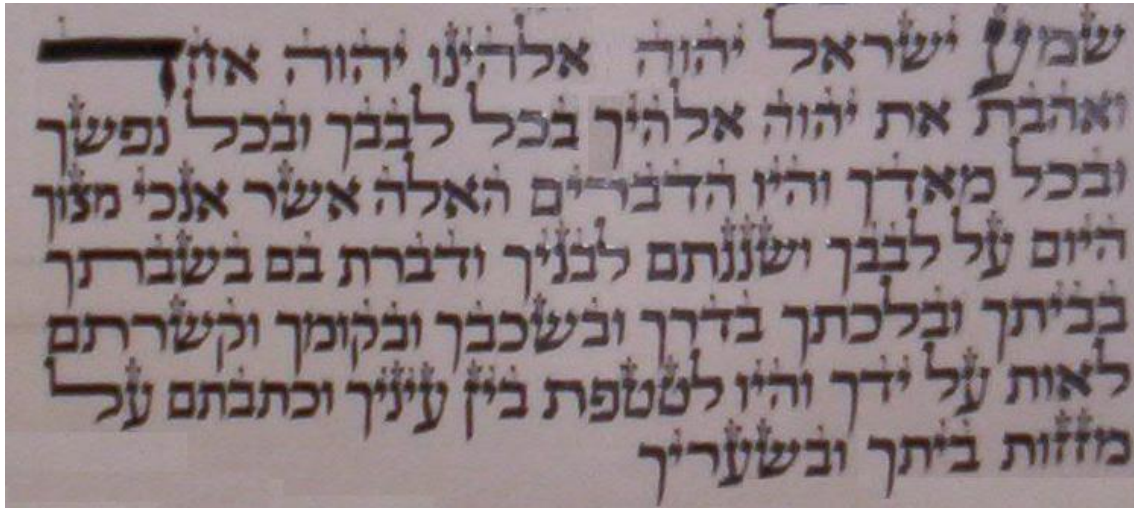 שמע ישראל יהוה אלהינו יהוה אחד
ואהבת את יהוה אלהיך בכל לבבך ובכל נפשך
ובכל מאדך והיו הדברים האלה אשר אנכי מצוך
היום על לבבך ושננתם לבניך ודברת בם בשבתך
בביתך ובלכתך בדרך ובשכבך ובקומך וקשרתם
לאות על ידך והיו לטטפת בין עיניך וכתבתם על
מזזות ביתך ובשעריך